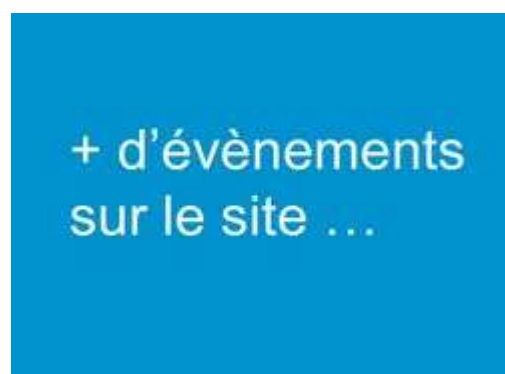 + d’évènements
sur le site …